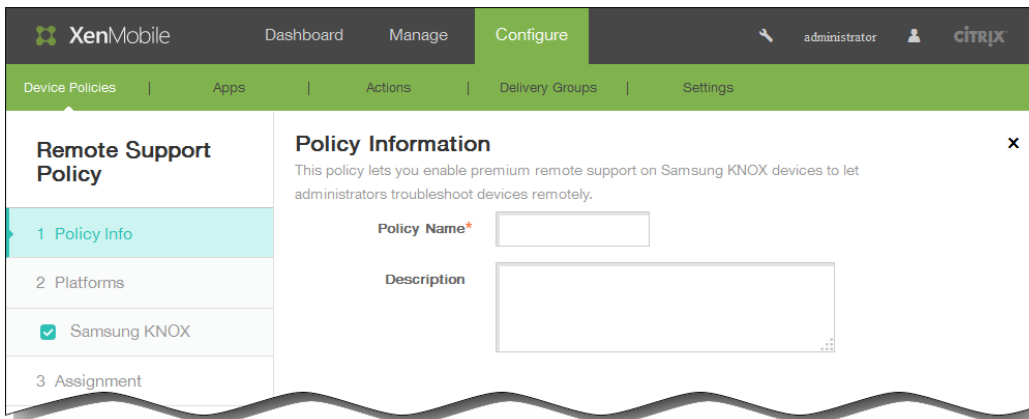 XenMobile Dashboard Manage Configure administrator CİTRIX
Device Policies | Apps | Actions | Delivery Groups | Settings
Remote Support
Policy
1 Policy Info
2 Platforms
Samsung KNOX
3 Assignment
Policy Information
x
This policy lets you enable premium remote support on Samsung KNOX devices to let
administrators troubleshoot devices remotely.
Policy Name*
Description